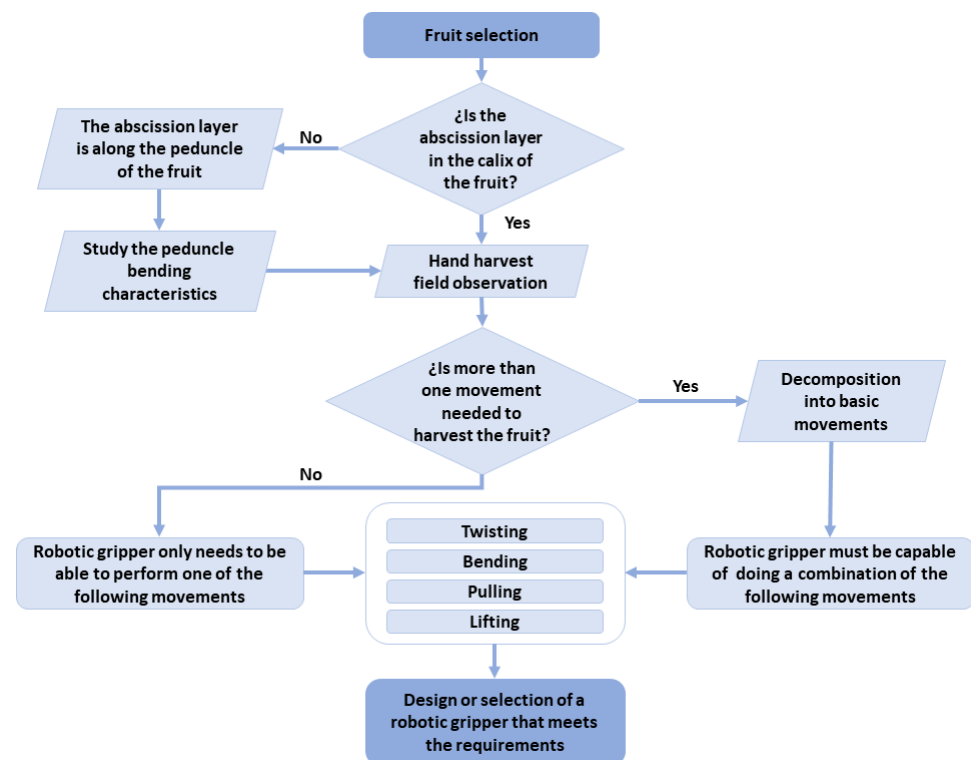 Fruit selection
¿Is the
abscission layer
in the calix of
the fruit?
No
The abscission layer
is along the peduncle
of the fruit
Yes
Study the peduncle
bending
characteristics
Hand harvest
field observation
¿Is more than
one movement
needed to
harvest the fruit?
Yes
Decomposition
into basic
movements
No
Robotic gripper only needs to be
able to perform one of the
following movements
Twisting
Bending
Pulling
Lifting
Robotic gripper must be capable
of doing a combination of the
following movements
Design or selection of a
robotic gripper that meets
the requirements